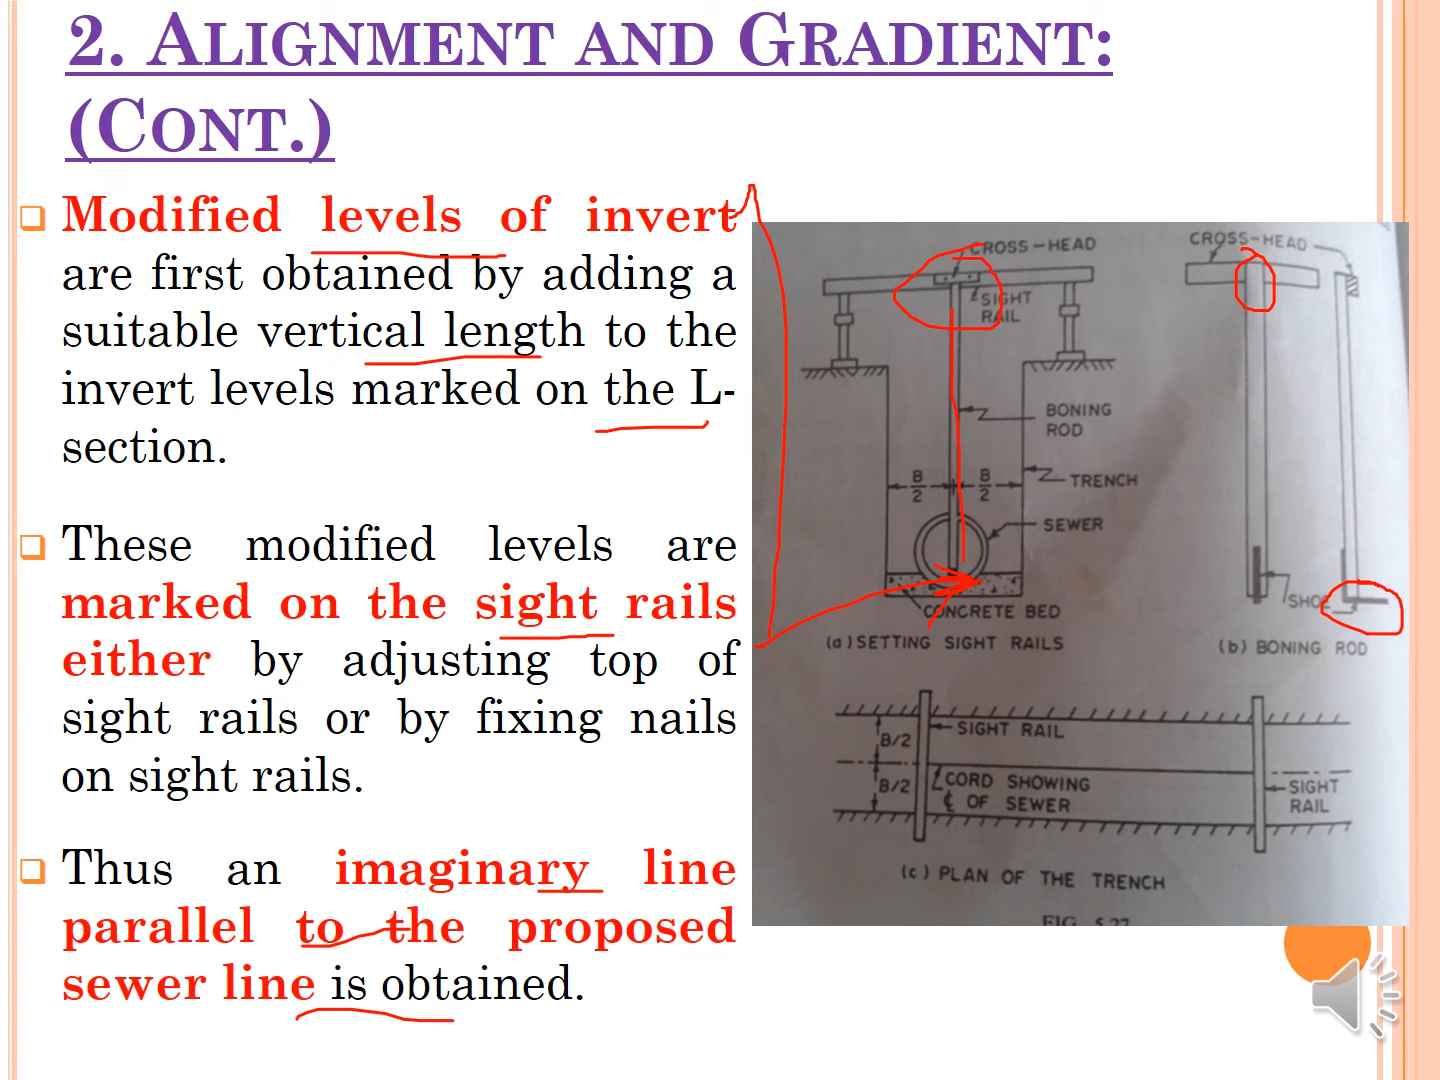 2. ALIGNMENT AND GRADIENT:
(CONT.)
Modified levels of invert
are first obtained by adding a
suitable vertical length to the
invert levels marked on the L-
section.
These modified levels are
marked on the sight rails
either by adjusting top of
sight rails or by fixing nails
on sight rails.
Thus an imaginary line
parallel to the proposed
sewer line is obtained.
CROSS-HEAD
SIGHT
RAIL
BONING
ROD
B/2
B/2
TRENCH
SEWER
CONCRETE BED
(a) SETTING SIGHT RAILS
CROSS-HEAD
SHOE
(b) BONING ROD
SIGHT RAIL
B/2
B/2
CORD SHOWING
℄ OF SEWER
SIGHT
RAIL
(c) PLAN OF THE TRENCH